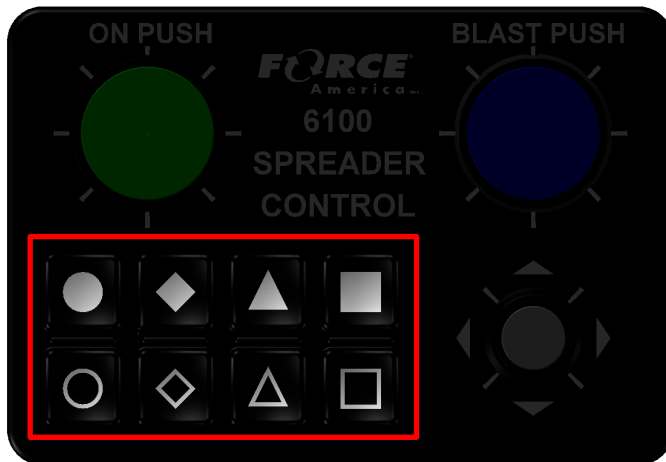 ON PUSH
BLAST PUSH
FORCE
America INC.
6100
SPREADER
CONTROL